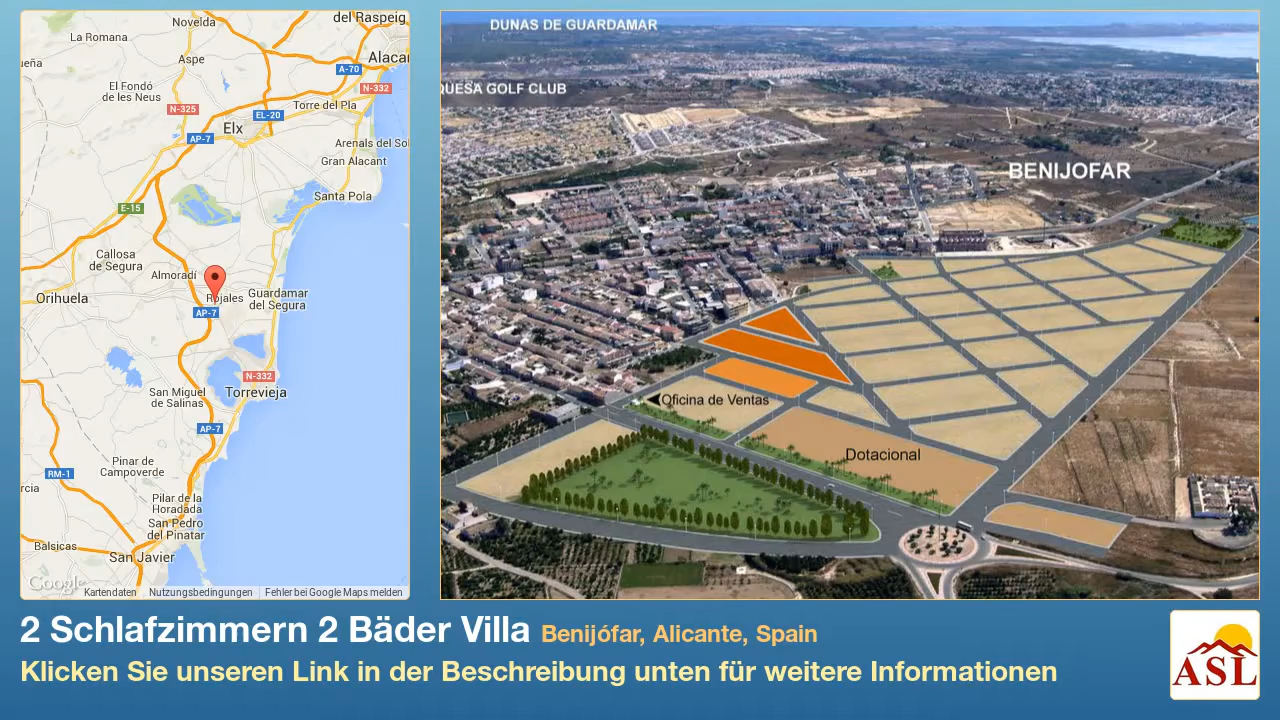 Novelda
del Raspeig
La Romana
Aspe
Alacan
ueña
A-70
El Fondó
de les Neus
N-332
N-325
Torre del Pla
EL-20
Elx
AP-7
Arenals del Sol
Gran Alacant
Santa Pola
E-15
Callosa
de Segura
Almoradí
Orihuela
Rojales
Guardamar
del Segura
AP-7
N-332
San Miguel
de Salinas
Torrevieja
AP-7
Pinar de
Campoverde
RM-1
rcia
Pilar de la
Horadada
San Pedro
del Pinatar
Balsicas
San Javier
Google
Kartendaten Nutzungsbedingungen Fehler bei Google Maps melden
DUNAS DE GUARDAMAR
QUESA GOLF CLUB
BENIJOFAR
Oficina de Ventas
Dotacional
2 Schlafzimmern 2 Bäder Villa Benijófar, Alicante, Spain
Klicken Sie unseren Link in der Beschreibung unten für weitere Informationen
ASL